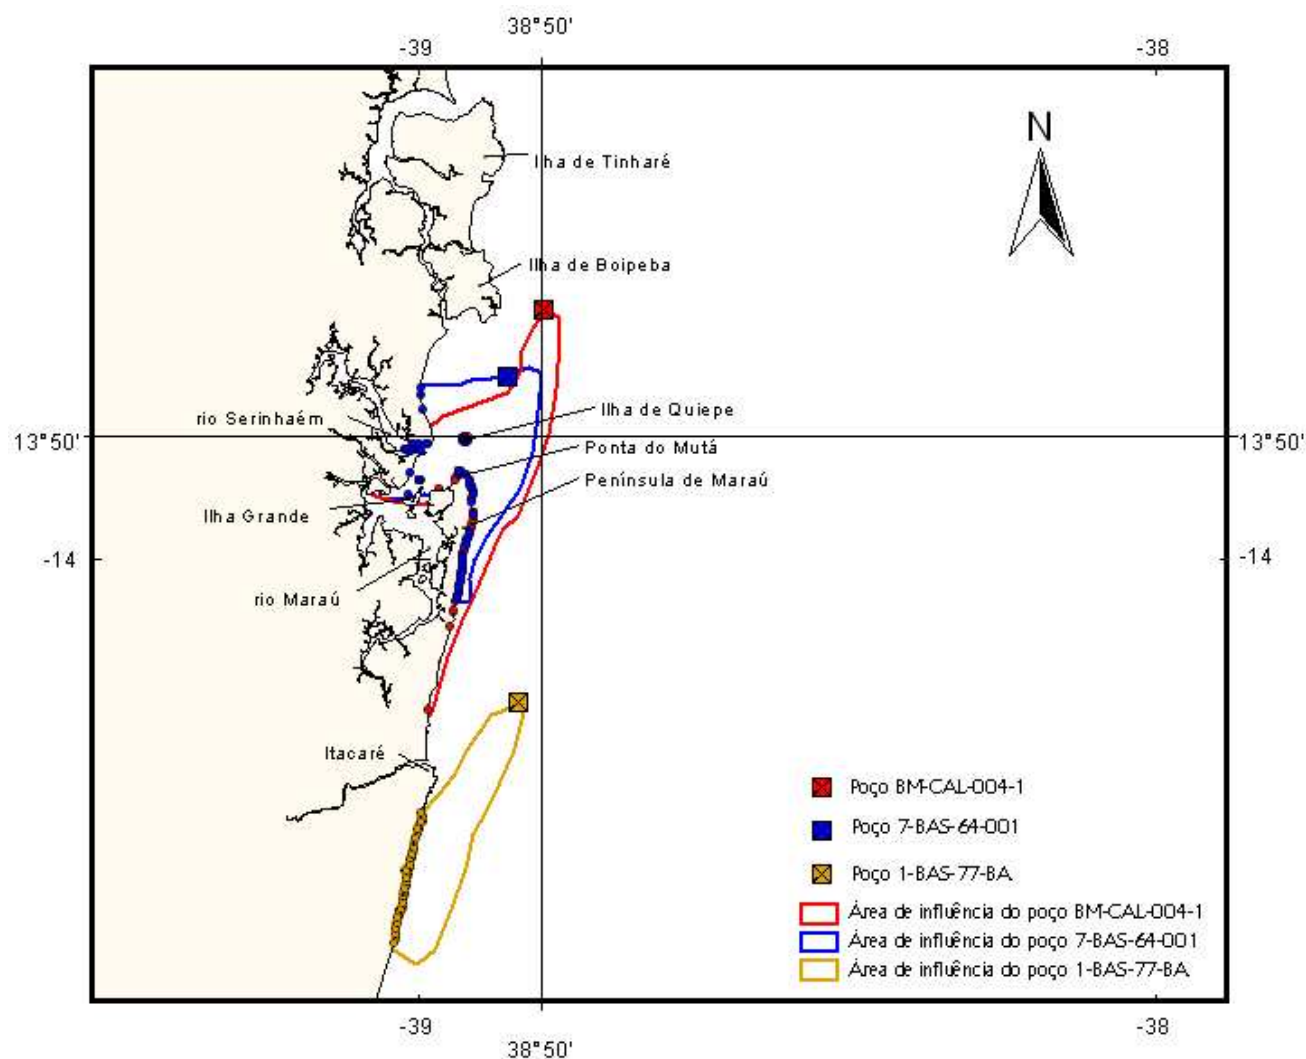 38°50'
-39
-38
N
Ilha de Tinharé
Ilha de Boipeba
Ilha de Quiepe
rio Serinhaém
13°50'
13°50'
Ponta do Mutá
Península de Maraú
Ilha Grande
-14
-14
rio Maraú
Itacaré
Poço BM-CAL-004-1
Poço 7-BAS-64-001
Poço 1-BAS-77-BA
Área de influência do poço BM-CAL-004-1
Área de influência do poço 7-BAS-64-001
Área de influência do poço 1-BAS-77-BA
-39
-38
38°50'